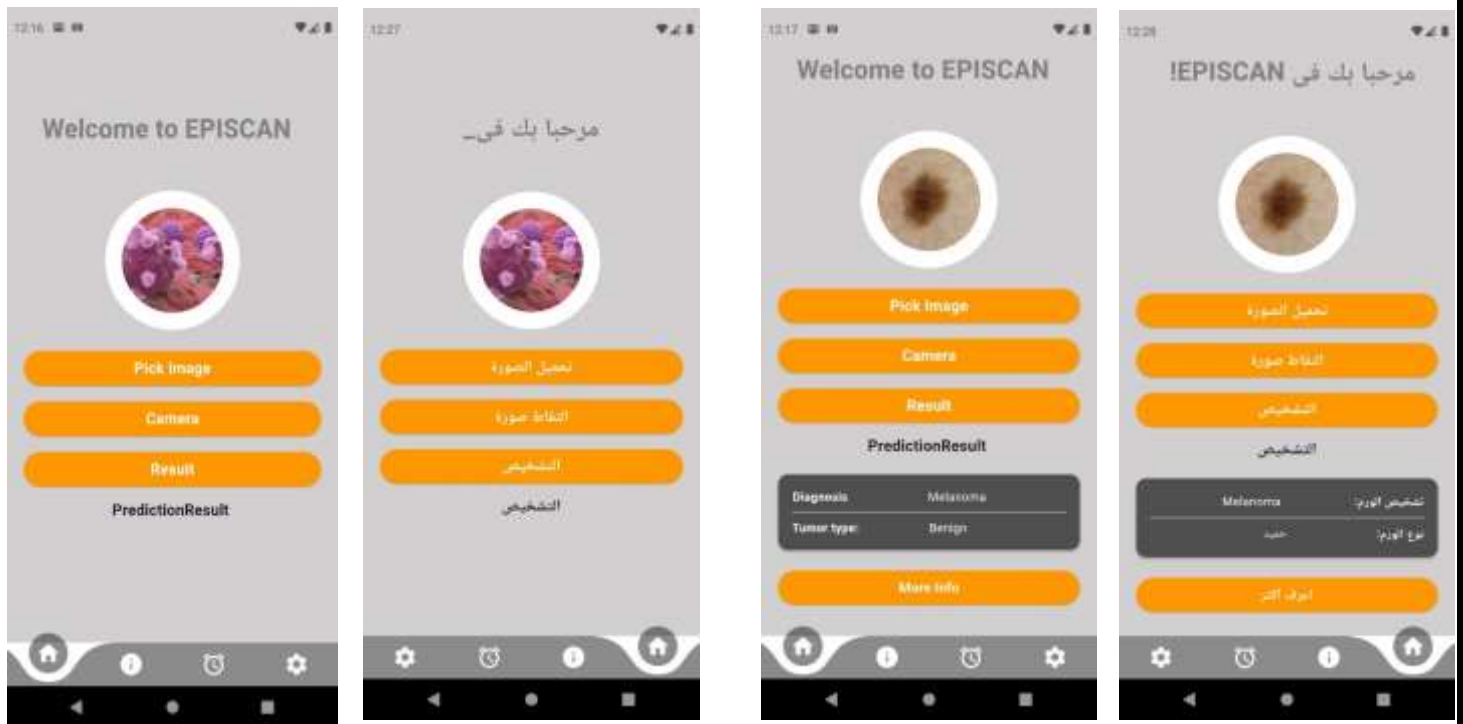 12:16
Welcome to EPISCAN
Pick Image
Camera
Result
PredictionResult
12:27
مرحبا بك فى_
تحميل الصورة
التقاط صورة
التشخيص
التشخيص
12:17
Welcome to EPISCAN
Pick Image
Camera
Result
PredictionResult
Diagnosis Melanoma
Tumor type: Benign
More Info
12:28
مرحبا بك فى EPISCAN!
تحميل الصورة
التقاط صورة
التشخيص
التشخيص
تشخيص الورم: Melanoma
نوع الورم: حميد
اعرف أكثر